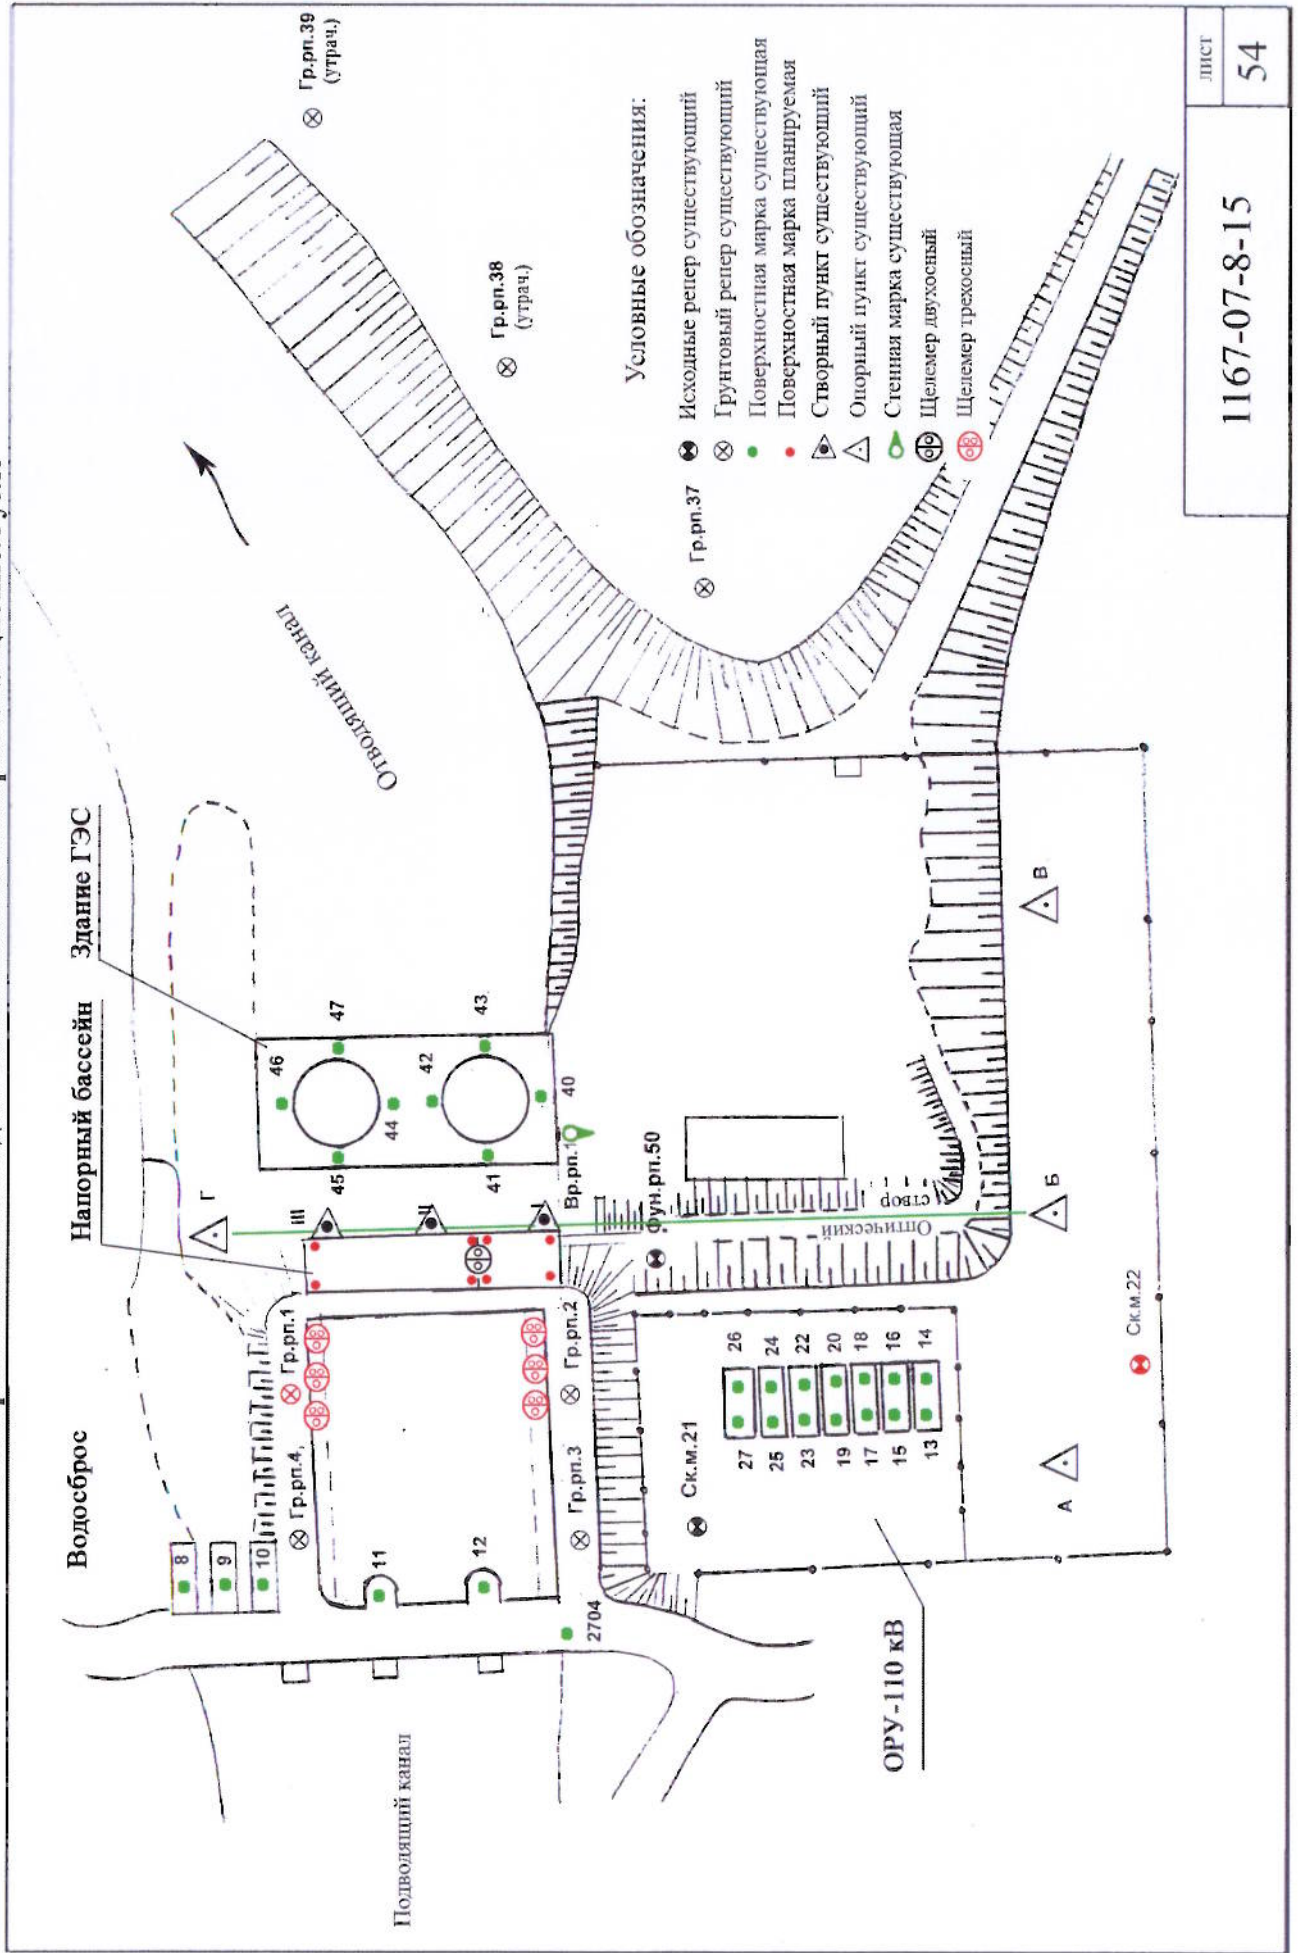 Водосброс
Напорный бассейн
Здание ГЭС
Отводящий канал
Подводящий канал
ОРУ-110 кВ
Оптический
створ
8
9
10
11
12
2704
Гр.рп.4
Гр.рп.1
Гр.рп.3
Гр.рп.2
Г
III
II
I
45
46
47
44
42
41
43
40
Вр.рп.1
Фун.рп.50
Ск.м.21
27
26
25
24
23
22
19
20
17
18
15
16
13
14
А
Б
В
Ск.м.22
Гр.рп.37
Гр.рп.38
(утрач.)
Гр.рп.39
(утрач.)
Условные обозначения:
Исходные репер существующий
Грунтовый репер существующий
Поверхностная марка существующая
Поверхностная марка планируемая
Створный пункт существующий
Опорный пункт существующий
Стенная марка существующая
Щелемер двухосный
Щелемер трехосный
1167-07-8-15
лист
54